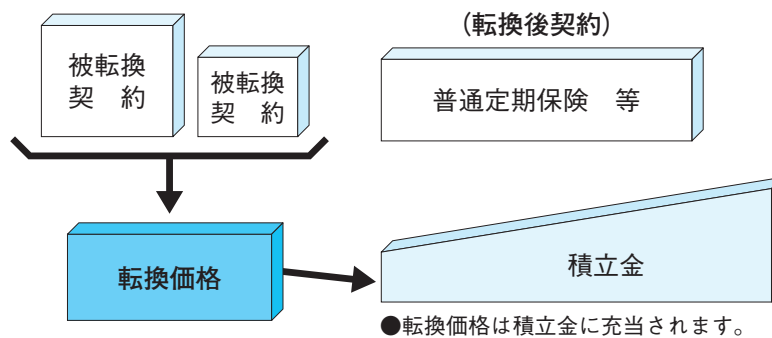 被転換
契　約
被転換
契　約
（転換後契約）
普通定期保険　等
転換価格
積立金
●転換価格は積立金に充当されます。